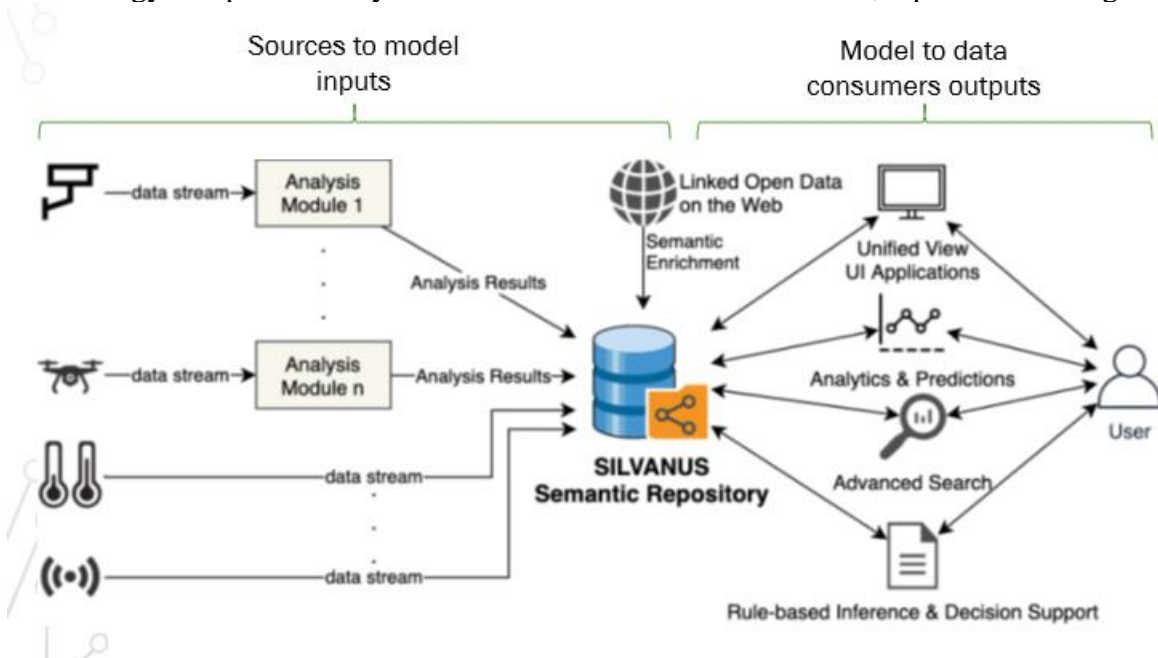 Sources to model
inputs
Model to data
consumers outputs
data stream
Analysis
Module 1
Linked Open Data
on the Web
Semantic
Enrichment
Unified View
UI Applications
Analysis Results
data stream
Analysis
Module n
Analysis Results
Analytics & Predictions
User
data stream
SILVANUS
Semantic Repository
Advanced Search
data stream
Rule-based Inference & Decision Support